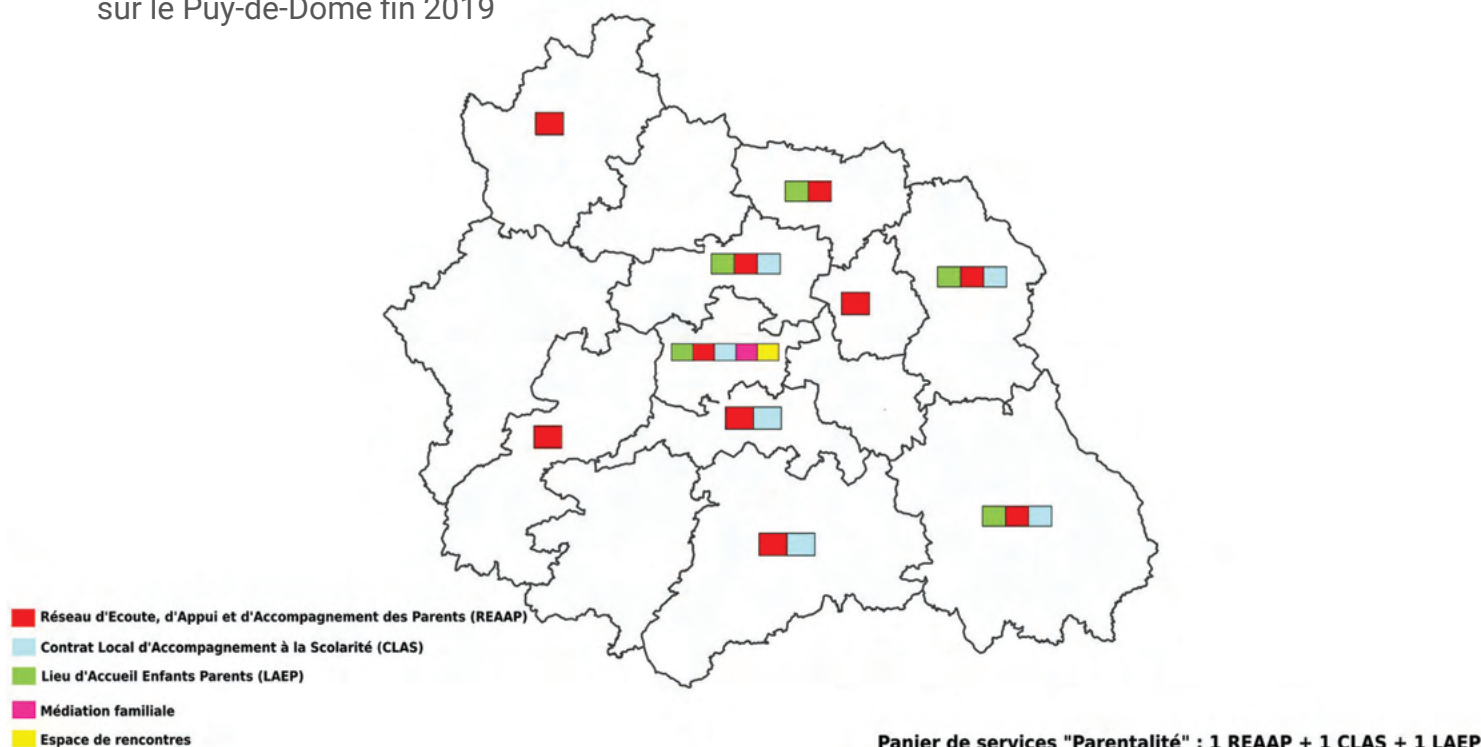 sur le Puy-de-Dôme fin 2019
Réseau d'Ecoute, d'Appui et d'Accompagnement des Parents (REAAP)
Contrat Local d'Accompagnement à la Scolarité (CLAS)
Lieu d'Accueil Enfants Parents (LAEP)
Médiation familiale
Espace de rencontres
Panier de services "Parentalité" : 1 REAAP + 1 CLAS + 1 LAEP